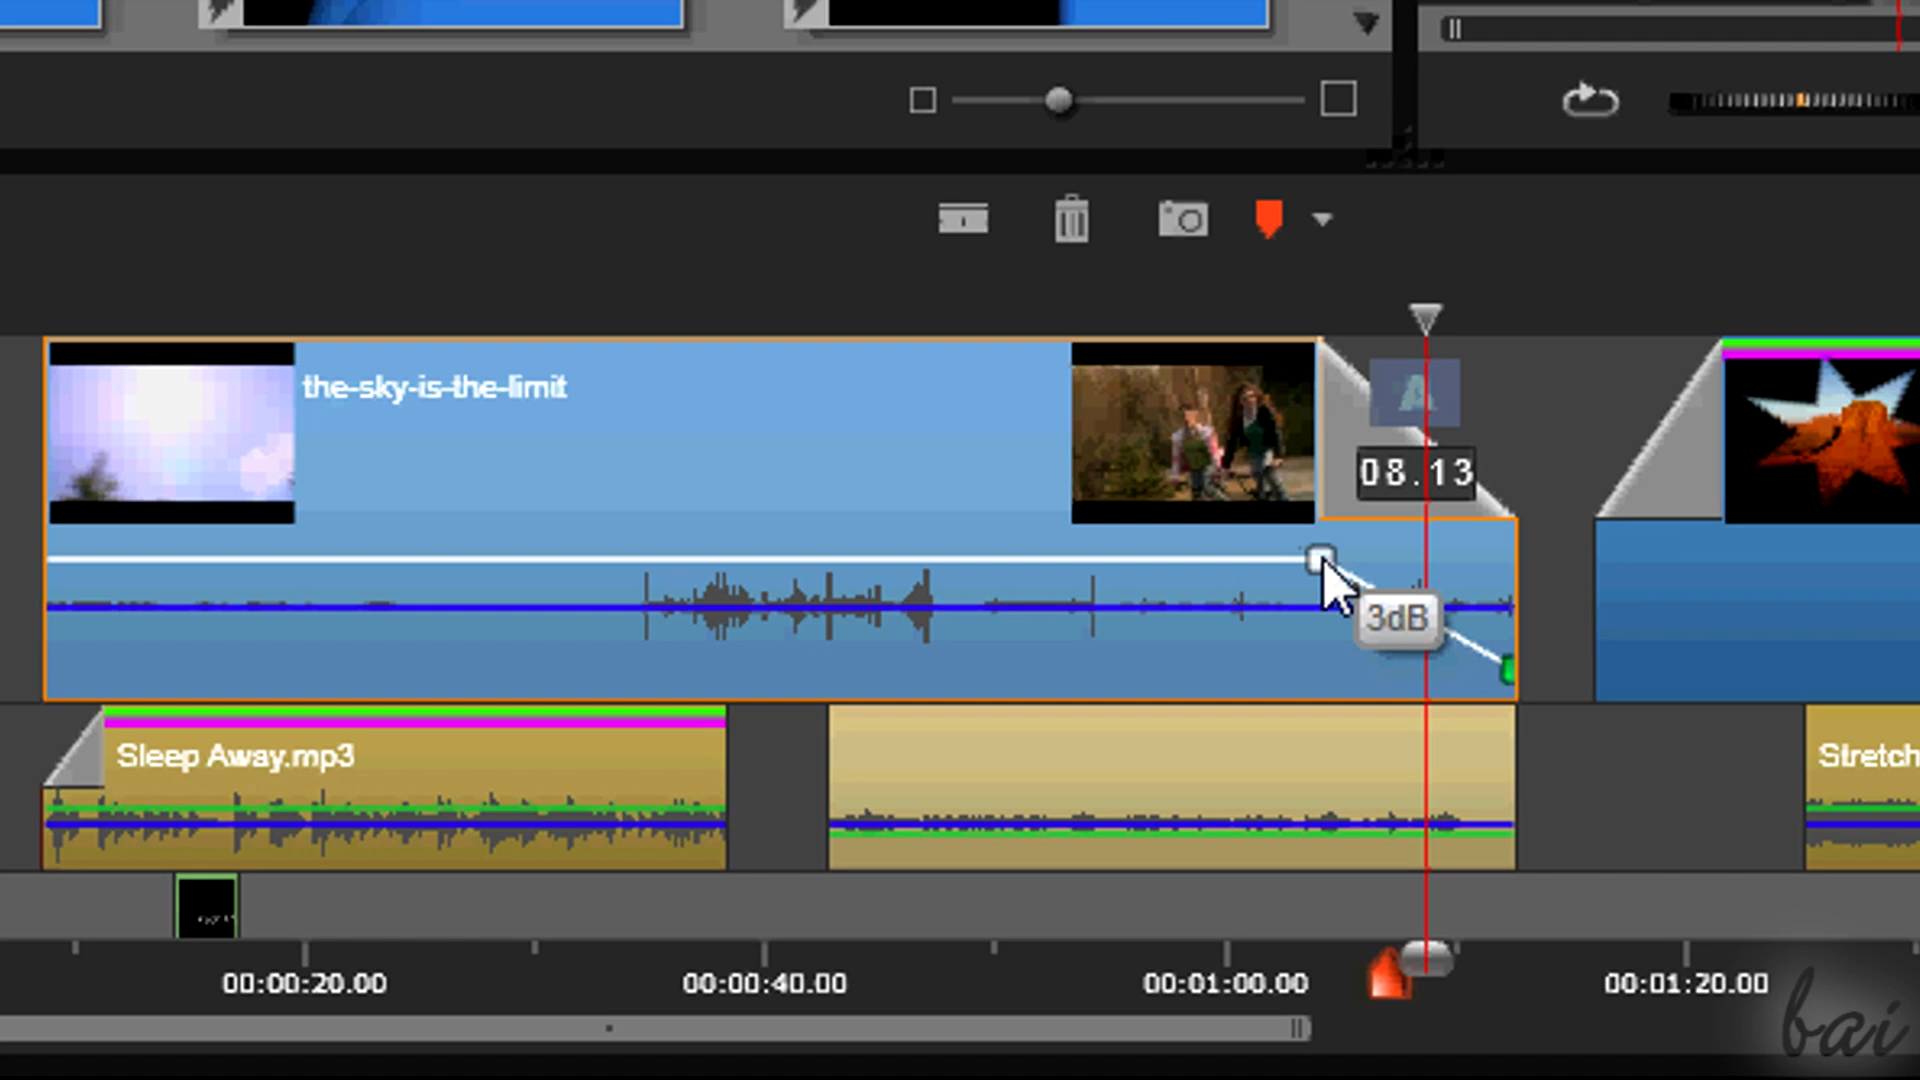 the-sky-is-the-limit
A
08.13
3dB
Sleep Away.mp3
Stretch
00:00:20.00
00:00:40.00
00:01:00.00
00:01:20.00
bai